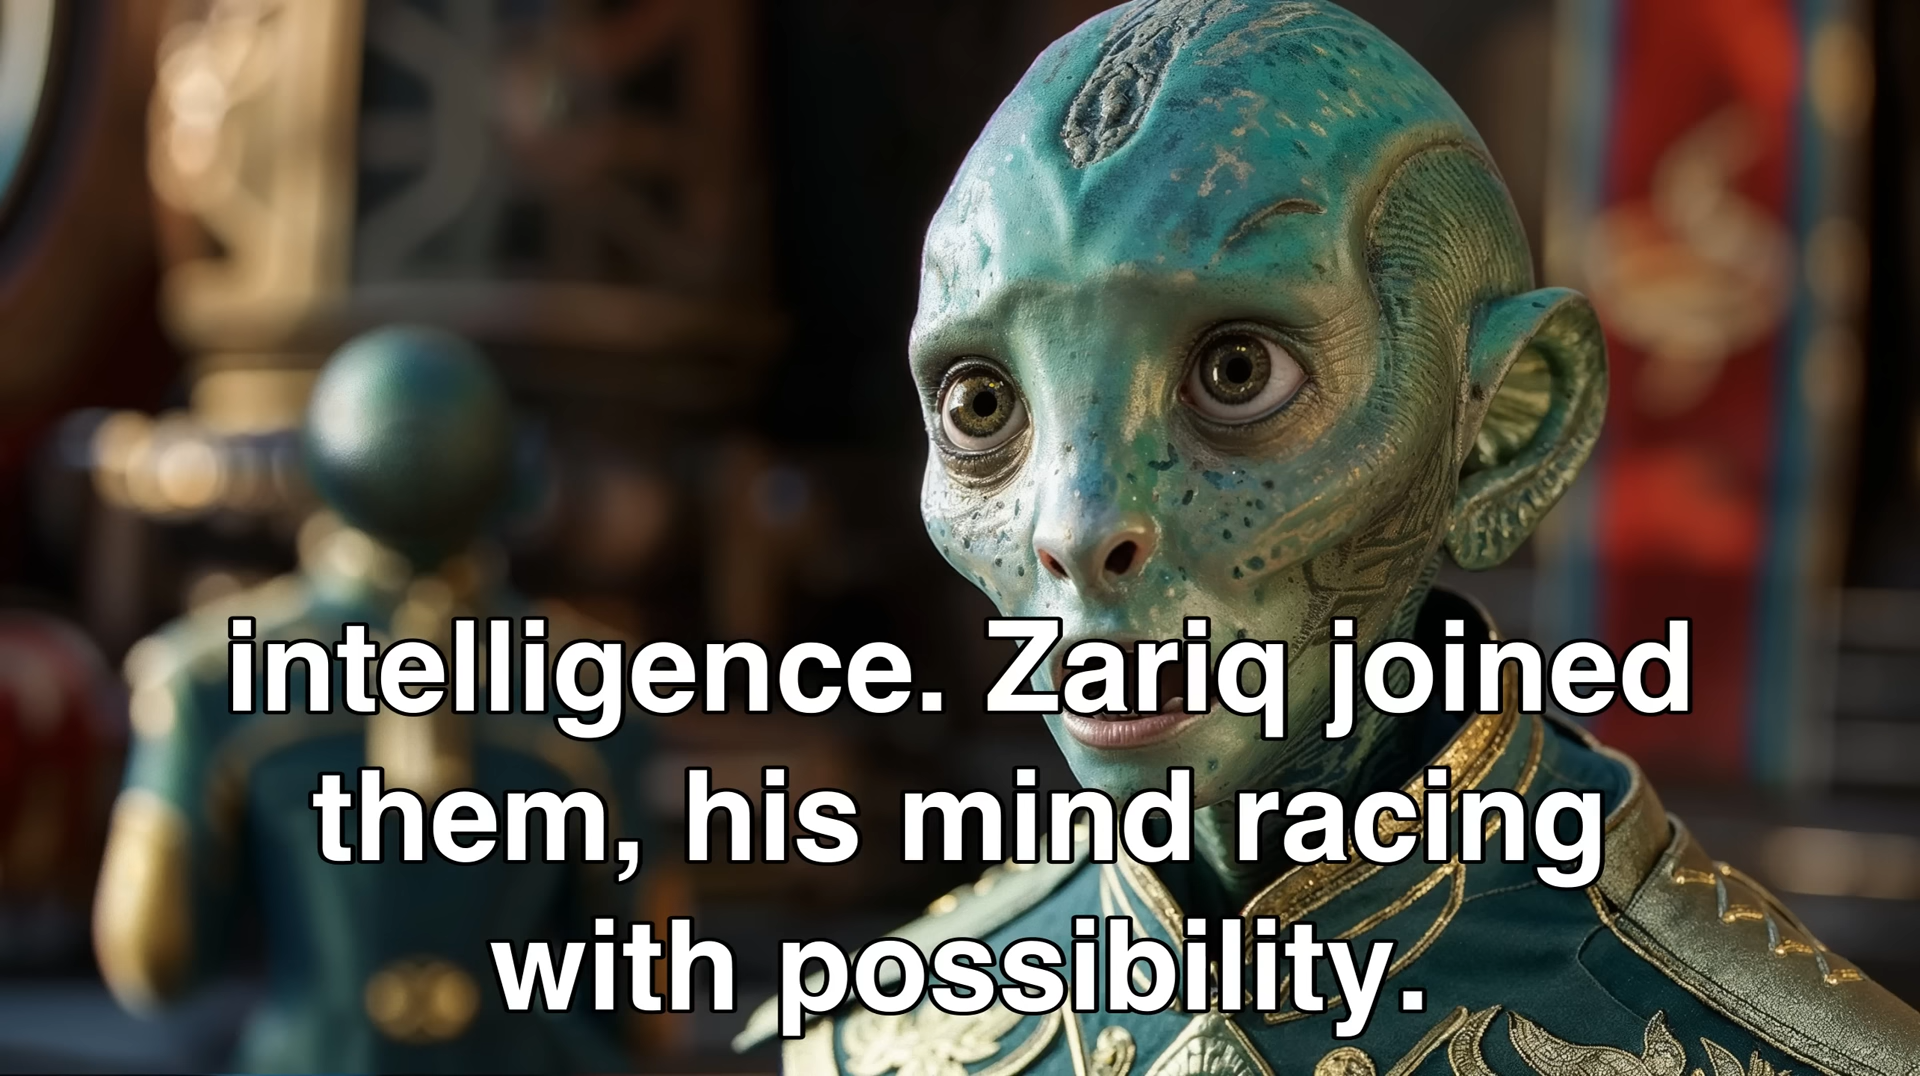 intelligence. Zariq joined
them, his mind racing
with possibility.